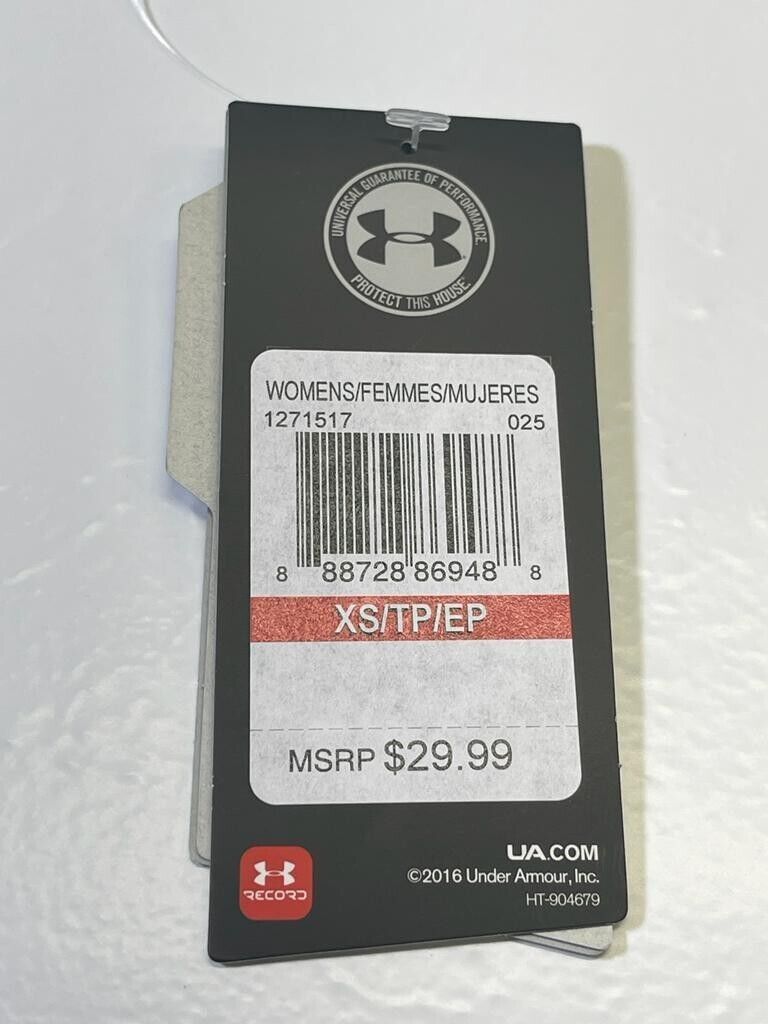 UNIVERSAL GUARANTEE OF PERFORMANCE.
PROTECT THIS HOUSE.
WOMENS/FEMMES/MUJERES
1271517 025
8 88728 86948 8
XS/TP/EP
MSRP $29.99
UA.COM
©2016 Under Armour, Inc.
HT-904679
RECORD